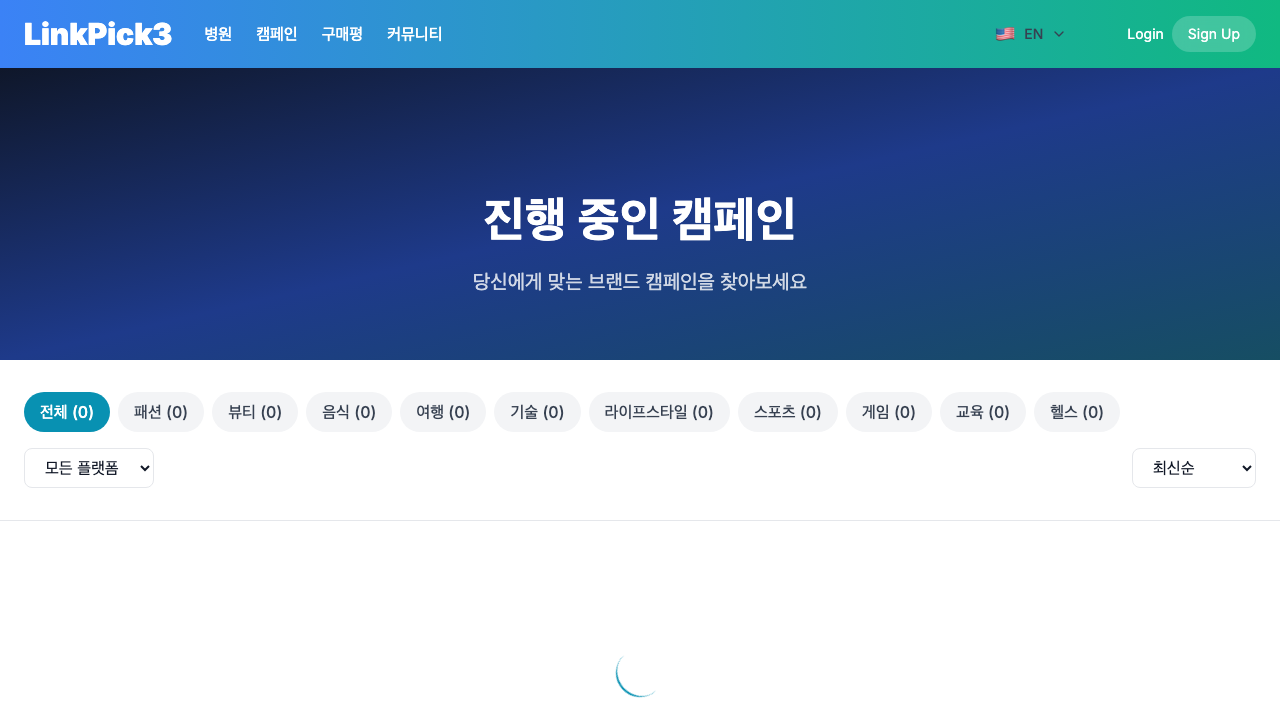 LinkPick3 병원 캠페인 구매평 커뮤니티 🇺🇸 EN Login Sign Up
진행 중인 캠페인
당신에게 맞는 브랜드 캠페인을 찾아보세요
전체 (0) 패션 (0) 뷰티 (0) 음식 (0) 여행 (0) 기술 (0) 라이프스타일 (0) 스포츠 (0) 게임 (0) 교육 (0) 헬스 (0)
모든 플랫폼 최신순